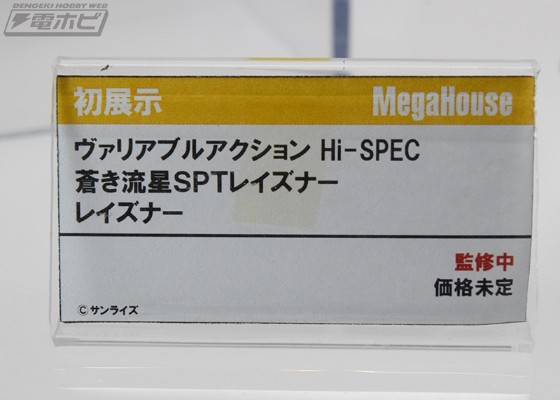 DENGEKI HOBBY WEB
電ホビ
初展示 MegaHouse
ヴァリアブルアクション Hi-SPEC
蒼き流星SPTレイズナー
レイズナー
監修中
価格未定
©サンライズ